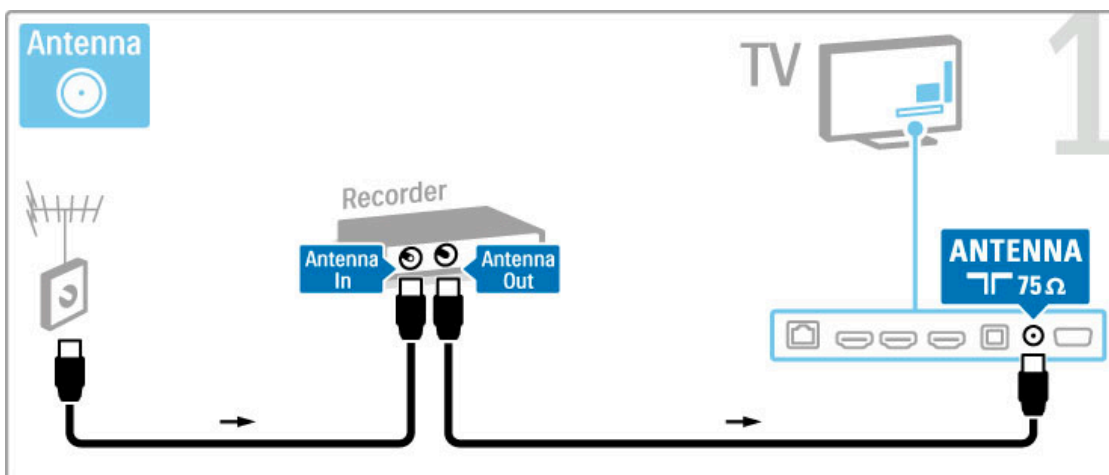 Antenna
TV
1
Recorder
Antenna
In
Antenna
Out
ANTENNA
75 Ω